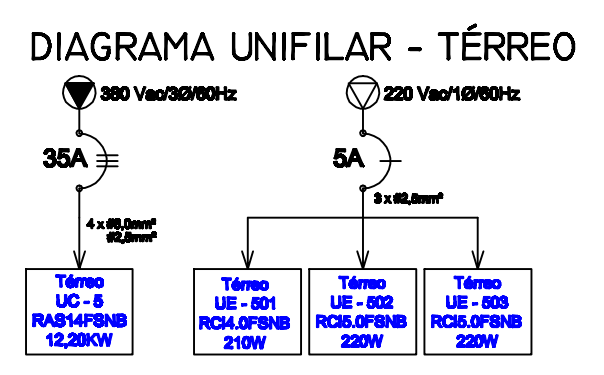 DIAGRAMA UNIFILAR - TÉRREO
380 Vac/3Ø/60Hz
220 Vac/1Ø/60Hz
35A
5A
4 x #6,0mm²
#2,5mm²
3 x #2,5mm²
Térreo
UC - 5
RAS14FSNB
12,20KW
Térreo
UE - 501
RCI4.0FSNB
210W
Térreo
UE - 502
RCI5.0FSNB
220W
Térreo
UE - 503
RCI5.0FSNB
220W